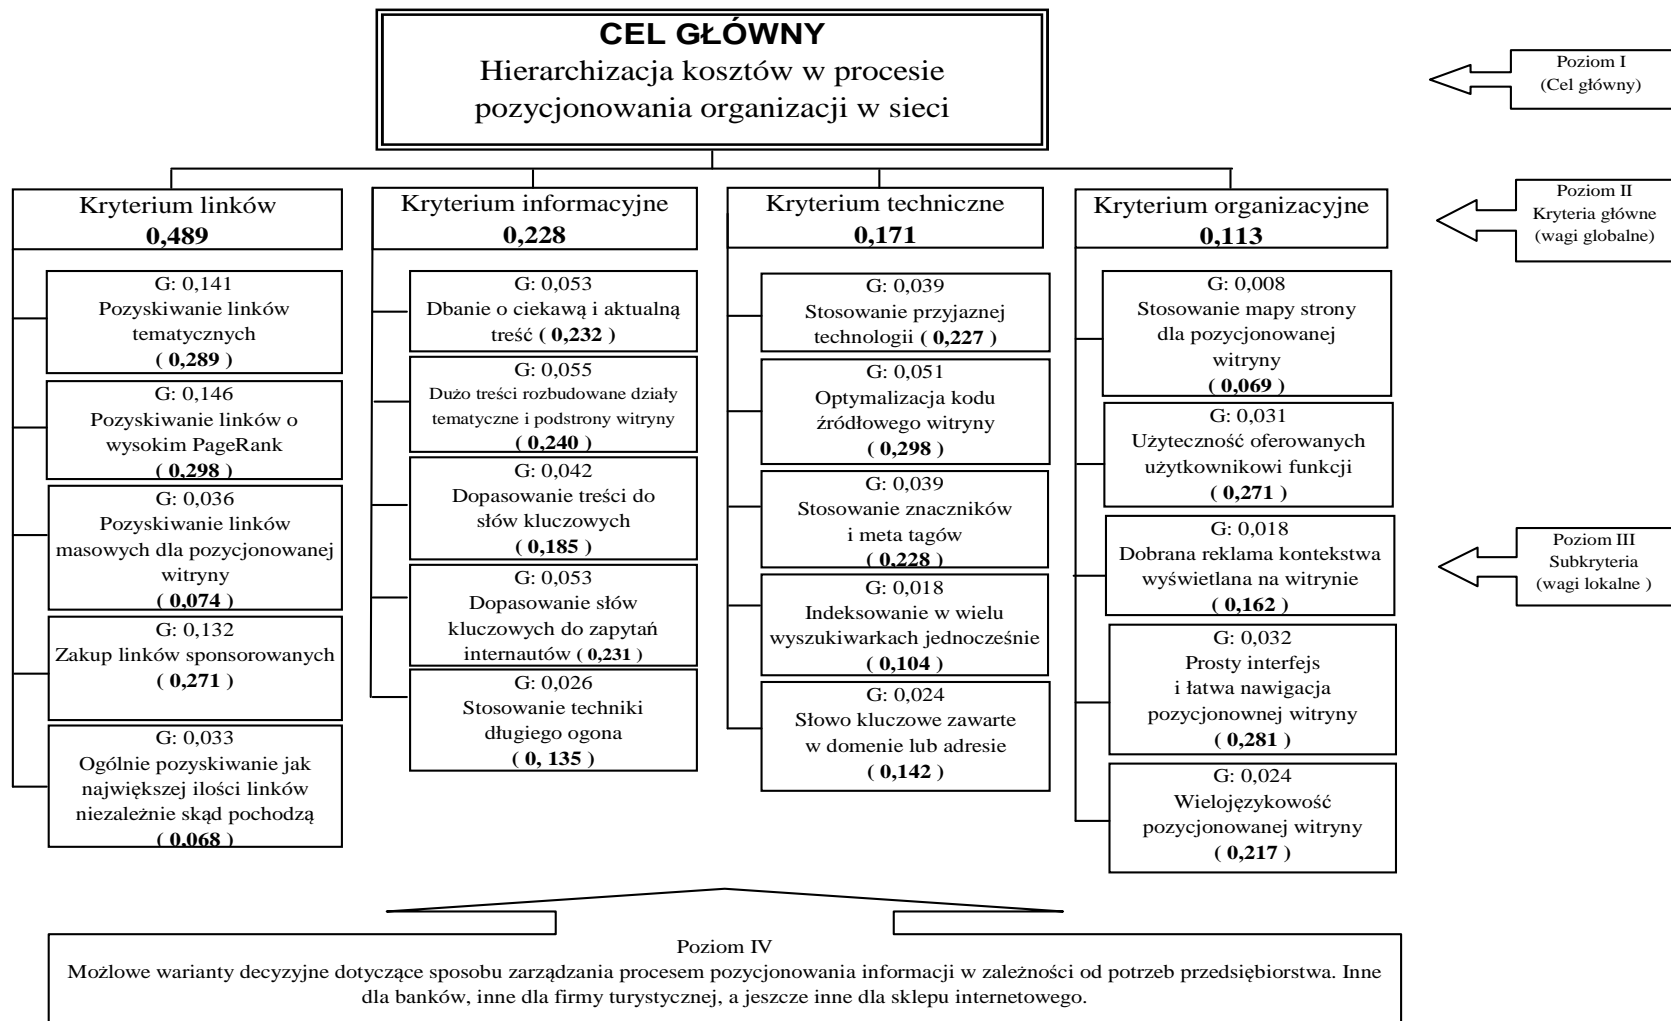 CEL GŁÓWNY
Hierarchizacja kosztów w procesie
pozycjonowania organizacji w sieci
Poziom I
(Cel główny)
Kryterium linków
0,489
Kryterium informacyjne
0,228
Kryterium techniczne
0,171
Kryterium organizacyjne
0,113
Poziom II
Kryteria główne
(wagi globalne)
G: 0,141
Pozyskiwanie linków
tematycznych
( 0,289 )
G: 0,146
Pozyskiwanie linków o
wysokim PageRank
( 0,298 )
G: 0,036
Pozyskiwanie linków
masowych dla pozycjonowanej
witryny
( 0,074 )
G: 0,132
Zakup linków sponsorowanych
( 0,271 )
G: 0,033
Ogólnie pozyskiwanie jak
największej ilości linków
niezależnie skąd pochodzą
( 0,068 )
G: 0,053
Dbanie o ciekawą i aktualną
treść ( 0,232 )
G: 0,055
Dużo treści rozbudowane działy
tematyczne i podstrony witryny
( 0,240 )
G: 0,042
Dopasowanie treści do
słów kluczowych
( 0,185 )
G: 0,053
Dopasowanie słów
kluczowych do zapytań
internautów ( 0,231 )
G: 0,026
Stosowanie techniki
długiego ogona
( 0, 135 )
G: 0,039
Stosowanie przyjaznej
technologii ( 0,227 )
G: 0,051
Optymalizacja kodu
źródłowego witryny
( 0,298 )
G: 0,039
Stosowanie znaczników
i meta tagów
( 0,228 )
G: 0,018
Indeksowanie w wielu
wyszukiwarkach jednocześnie
( 0,104 )
G: 0,024
Słowo kluczowe zawarte
w domenie lub adresie
( 0,142 )
G: 0,008
Stosowanie mapy strony
dla pozycjonowanej
witryny
( 0,069 )
G: 0,031
Użyteczność oferowanych
użytkownikowi funkcji
( 0,271 )
G: 0,018
Dobrana reklama kontekstwa
wyświetlana na witrynie
( 0,162 )
G: 0,032
Prosty interfejs
i łatwa nawigacja
pozycjonownej witryny
( 0,281 )
G: 0,024
Wielojęzykowość
pozycjonowanej witryny
( 0,217 )
Poziom III
Subkryteria
(wagi lokalne )
Poziom IV
Możlowe warianty decyzyjne dotyczące sposobu zarządzania procesem pozycjonowania informacji w zależności od potrzeb przedsiębiorstwa. Inne
dla banków, inne dla firmy turystycznej, a jeszcze inne dla sklepu internetowego.